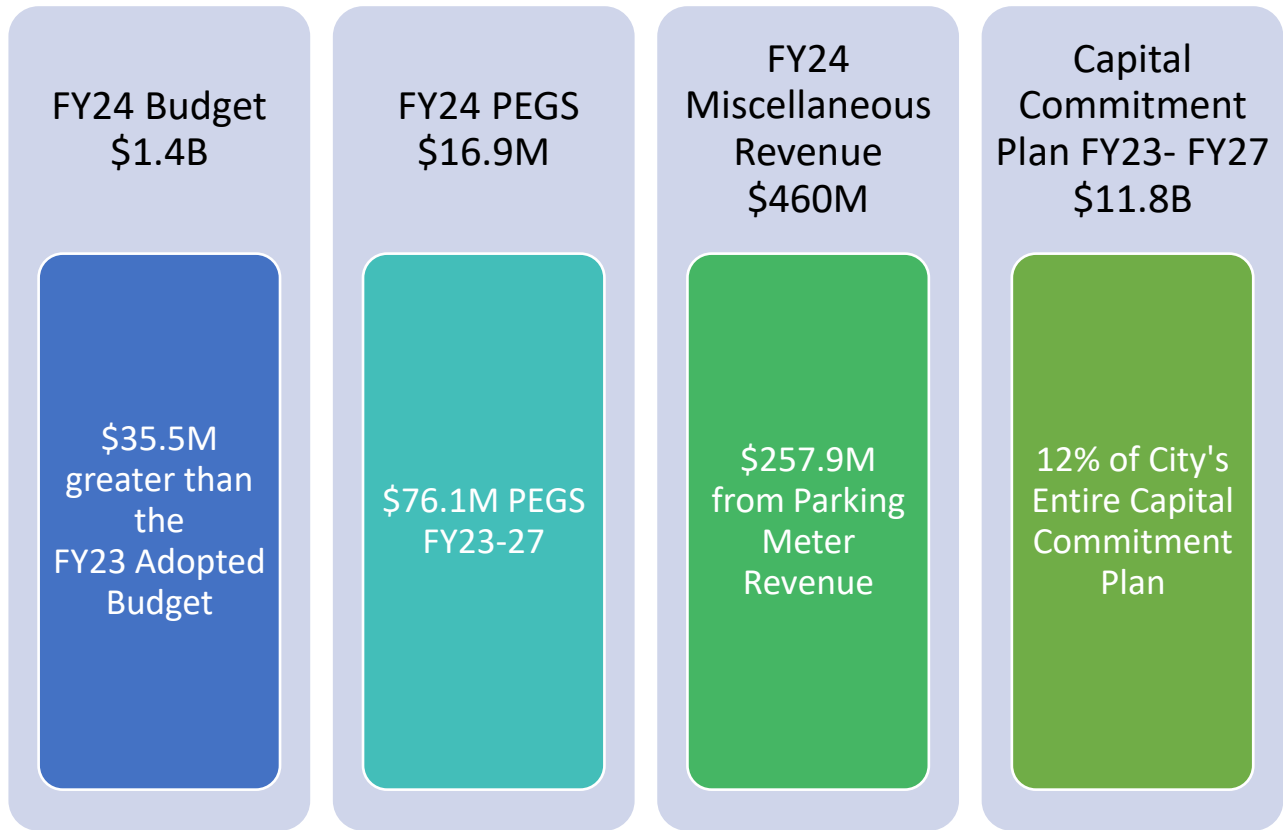 FY24 Budget
$1.4B
$35.5M
greater than
the
FY23 Adopted
Budget
FY24 PEGS
$16.9M
$76.1M PEGS
FY23-27
FY24
Miscellaneous
Revenue
$460M
$257.9M
from Parking
Meter
Revenue
Capital
Commitment
Plan FY23- FY27
$11.8B
12% of City's
Entire Capital
Commitment
Plan